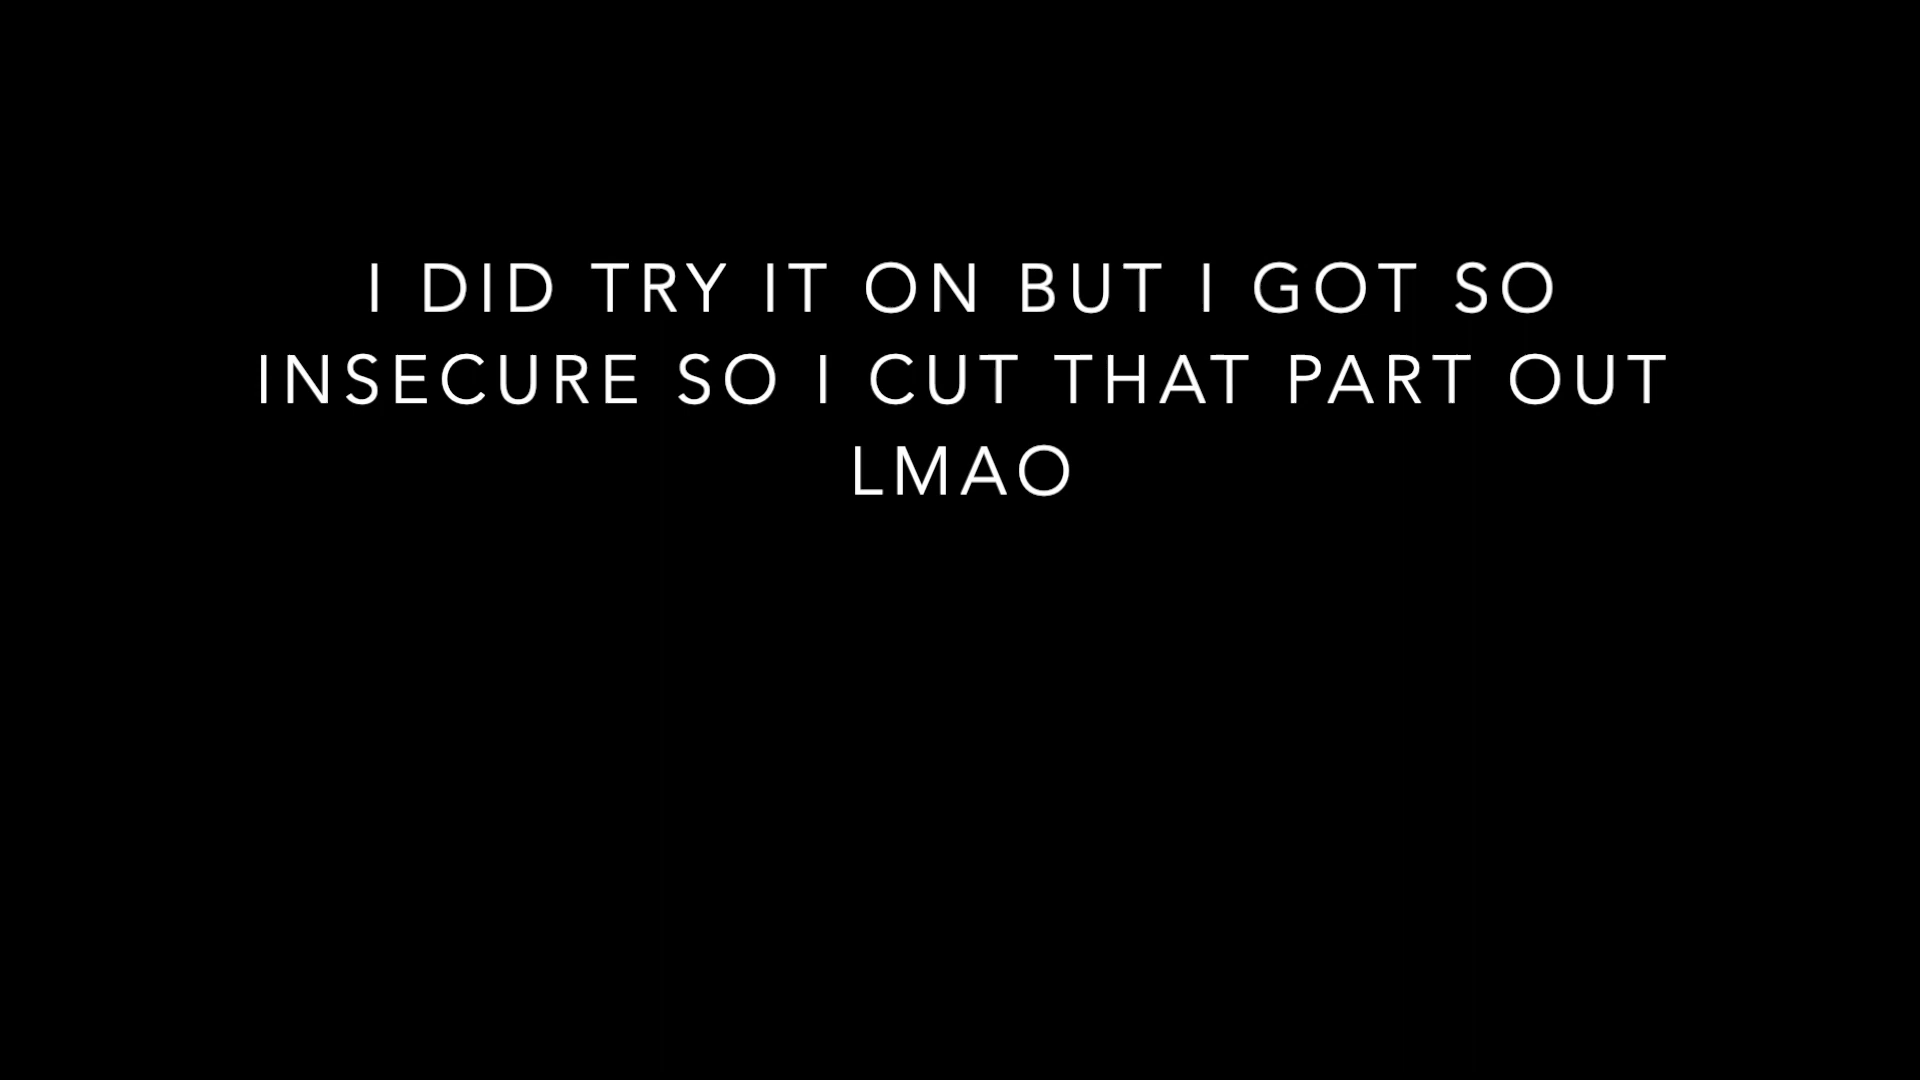 I DID TRY IT ON BUT I GOT SO
INSECURE SO I CUT THAT PART OUT
LMAO